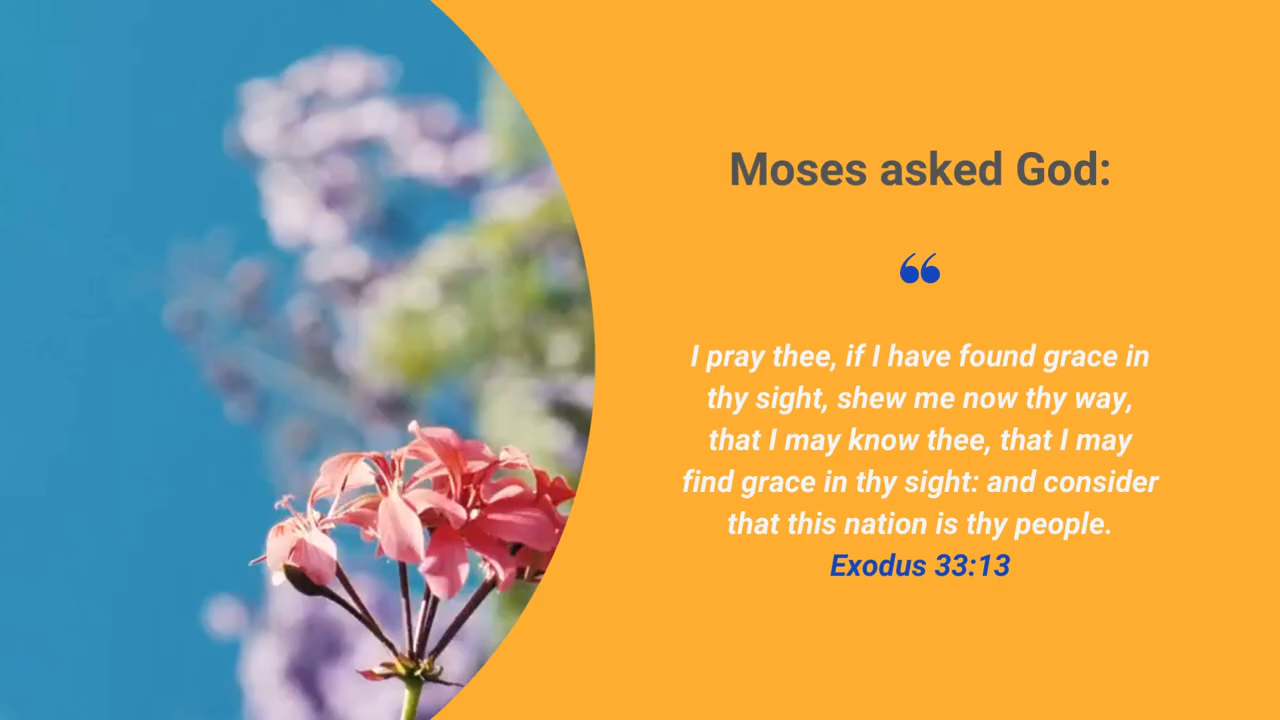 Moses asked God:
❝
I pray thee, if I have found grace in
thy sight, shew me now thy way,
that I may know thee, that I may
find grace in thy sight: and consider
that this nation is thy people.
Exodus 33:13